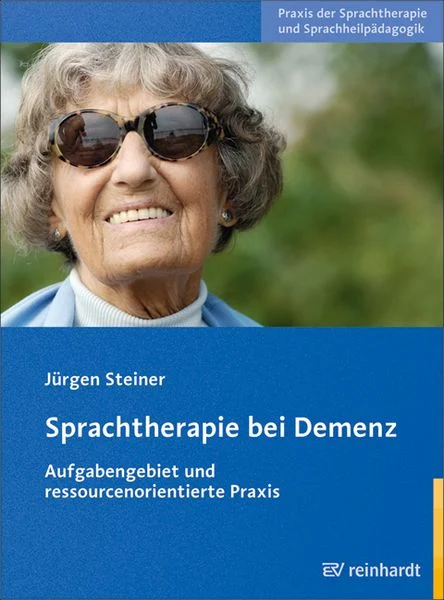 Praxis der Sprachtherapie
und Sprachheilpädagogik
Jürgen Steiner
Sprachtherapie bei Demenz
Aufgabengebiet und
ressourcenorientierte Praxis
reinhardt